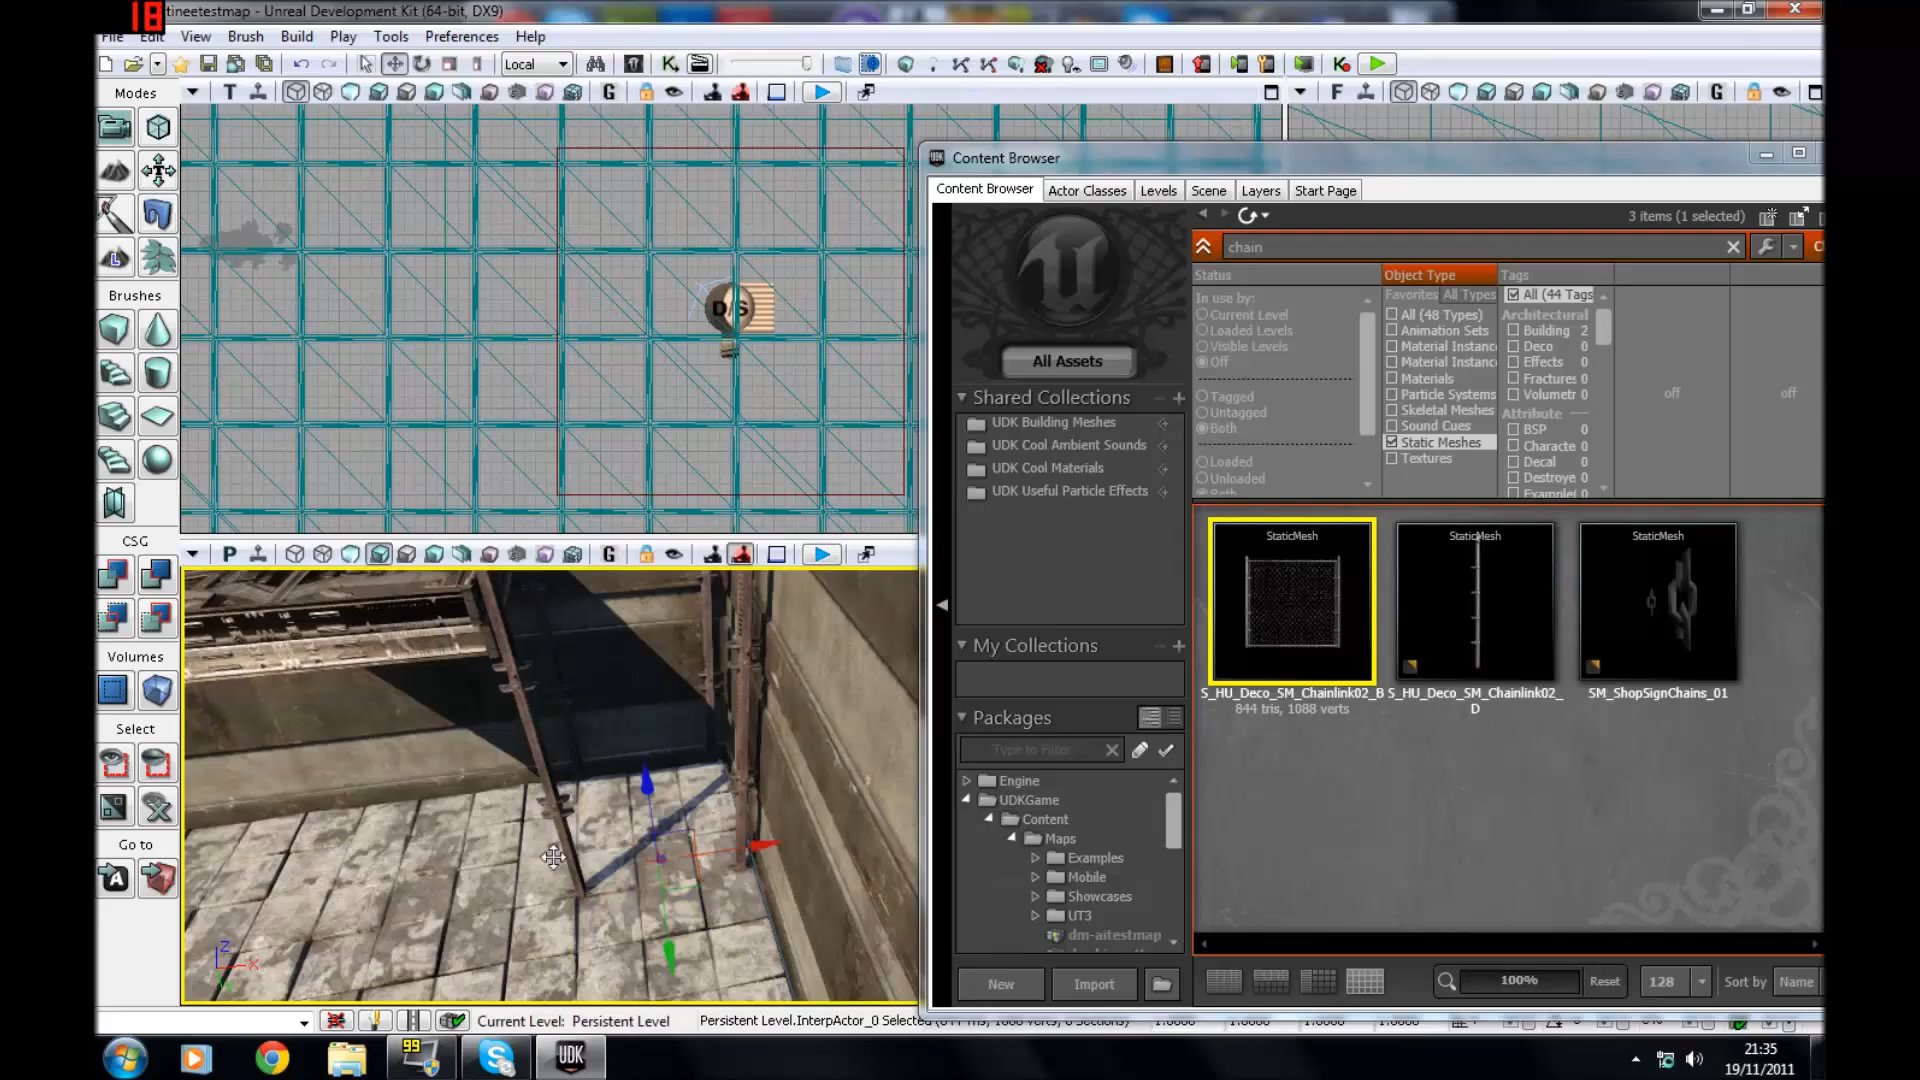 18
tineetestmap - Unreal Development Kit (64-bit, DX9)
File Edit View Brush Build Play Tools Preferences Help
Local
Modes
T
G
F
G
Brushes
CSG
Volumes
Select
Go to
D/S
P
G
Z
X
Content Browser
Content Browser Actor Classes Levels Scene Layers Start Page
3 items (1 selected)
chain
All Assets
Shared Collections
UDK Building Meshes
UDK Cool Ambient Sounds
UDK Cool Materials
UDK Useful Particle Effects
My Collections
Packages
Type to Filter
Engine
UDKGame
Content
Maps
Examples
Mobile
Showcases
UT3
dm-aitestmap
New Import
Status
In use by:
Current Level
Loaded Levels
Visible Levels
Off
Tagged
Untagged
Both
Loaded
Unloaded
Both
Object Type
Favorites All Types
All (48 Types)
Animation Sets
Material Instanc
Material Instanc
Materials
Particle Systems
Skeletal Meshes
Sound Cues
Static Meshes
Textures
Tags
All (44 Tags
Architectural
Building 2
Deco 0
Effects 0
Fractures 0
Volumetr 0
Attribute
BSP 0
Characte 0
Decal 0
Destroye 0
Example( 0
off
off
StaticMesh
S_HU_Deco_SM_Chainlink02_B
844 tris, 1088 verts
StaticMesh
S_HU_Deco_SM_Chainlink02_
D
StaticMesh
SM_ShopSignChains_01
100% Reset 128 Sort by Name
Current Level: Persistent Level
Persistent Level.InterpActor_0 Selected
99
UDK
21:35
19/11/2011